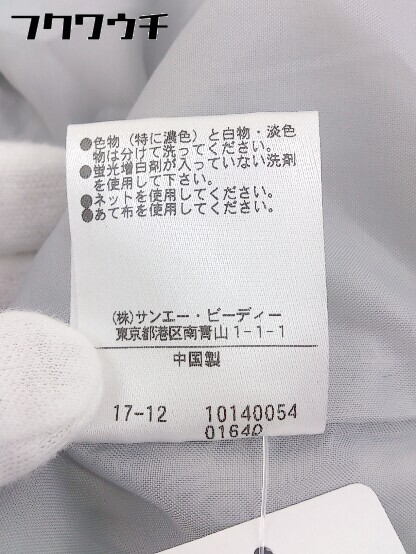 フクワウチ
●色物（特に濃色）と白物・淡色
物は分けて洗ってください。
●蛍光増白剤が入っていない洗剤
を使用して下さい。
●ネットを使用してください。
●あて布を使用してください。
(株)サンエー・ビーディー
東京都港区南青山1-1-1
中国製
17-12 10140054
01640